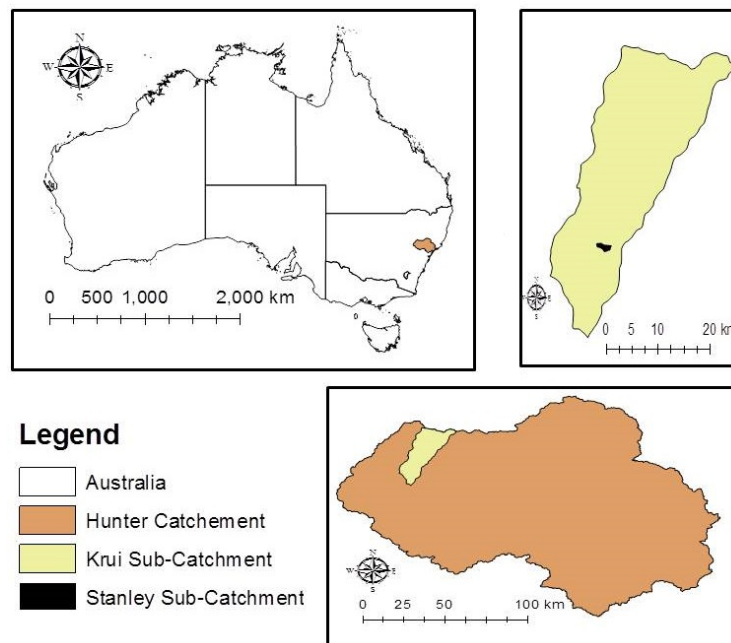 N
W E
S
0 500 1,000 2,000 km
N
W E
S
0 5 10 20 km
Legend
Australia
Hunter Catchement
Krui Sub-Catchment
Stanley Sub-Catchment
N
W E
S
0 25 50 100 km